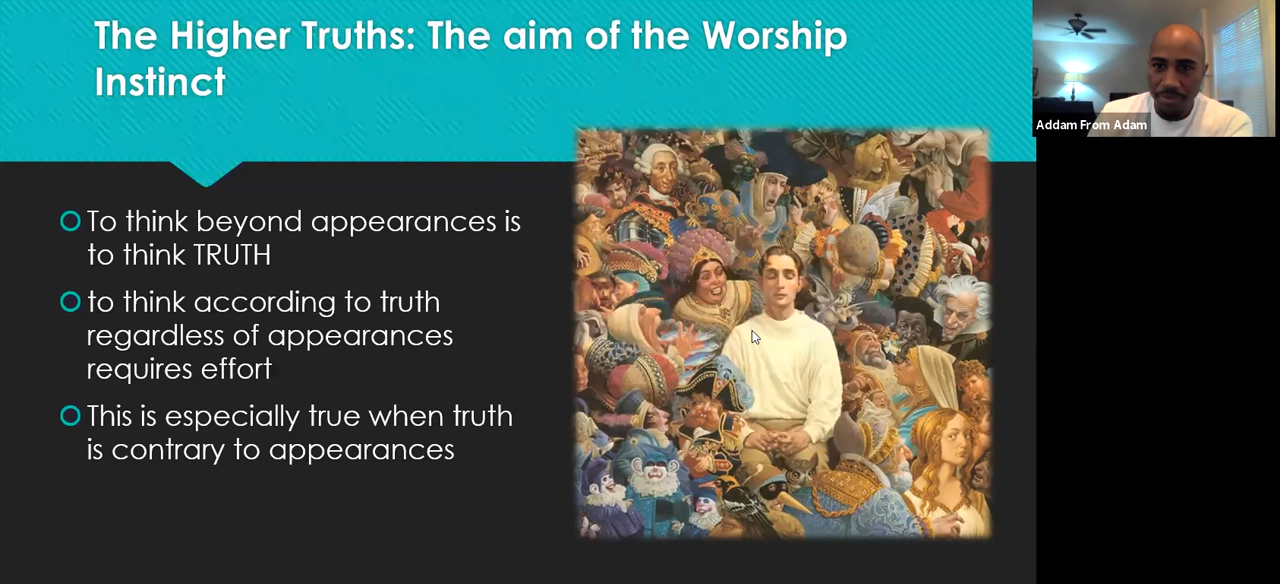 The Higher Truths: The aim of the Worship
Instinct
Addam From Adam
To think beyond appearances is
to think TRUTH
to think according to truth
regardless of appearances
requires effort
This is especially true when truth
is contrary to appearances